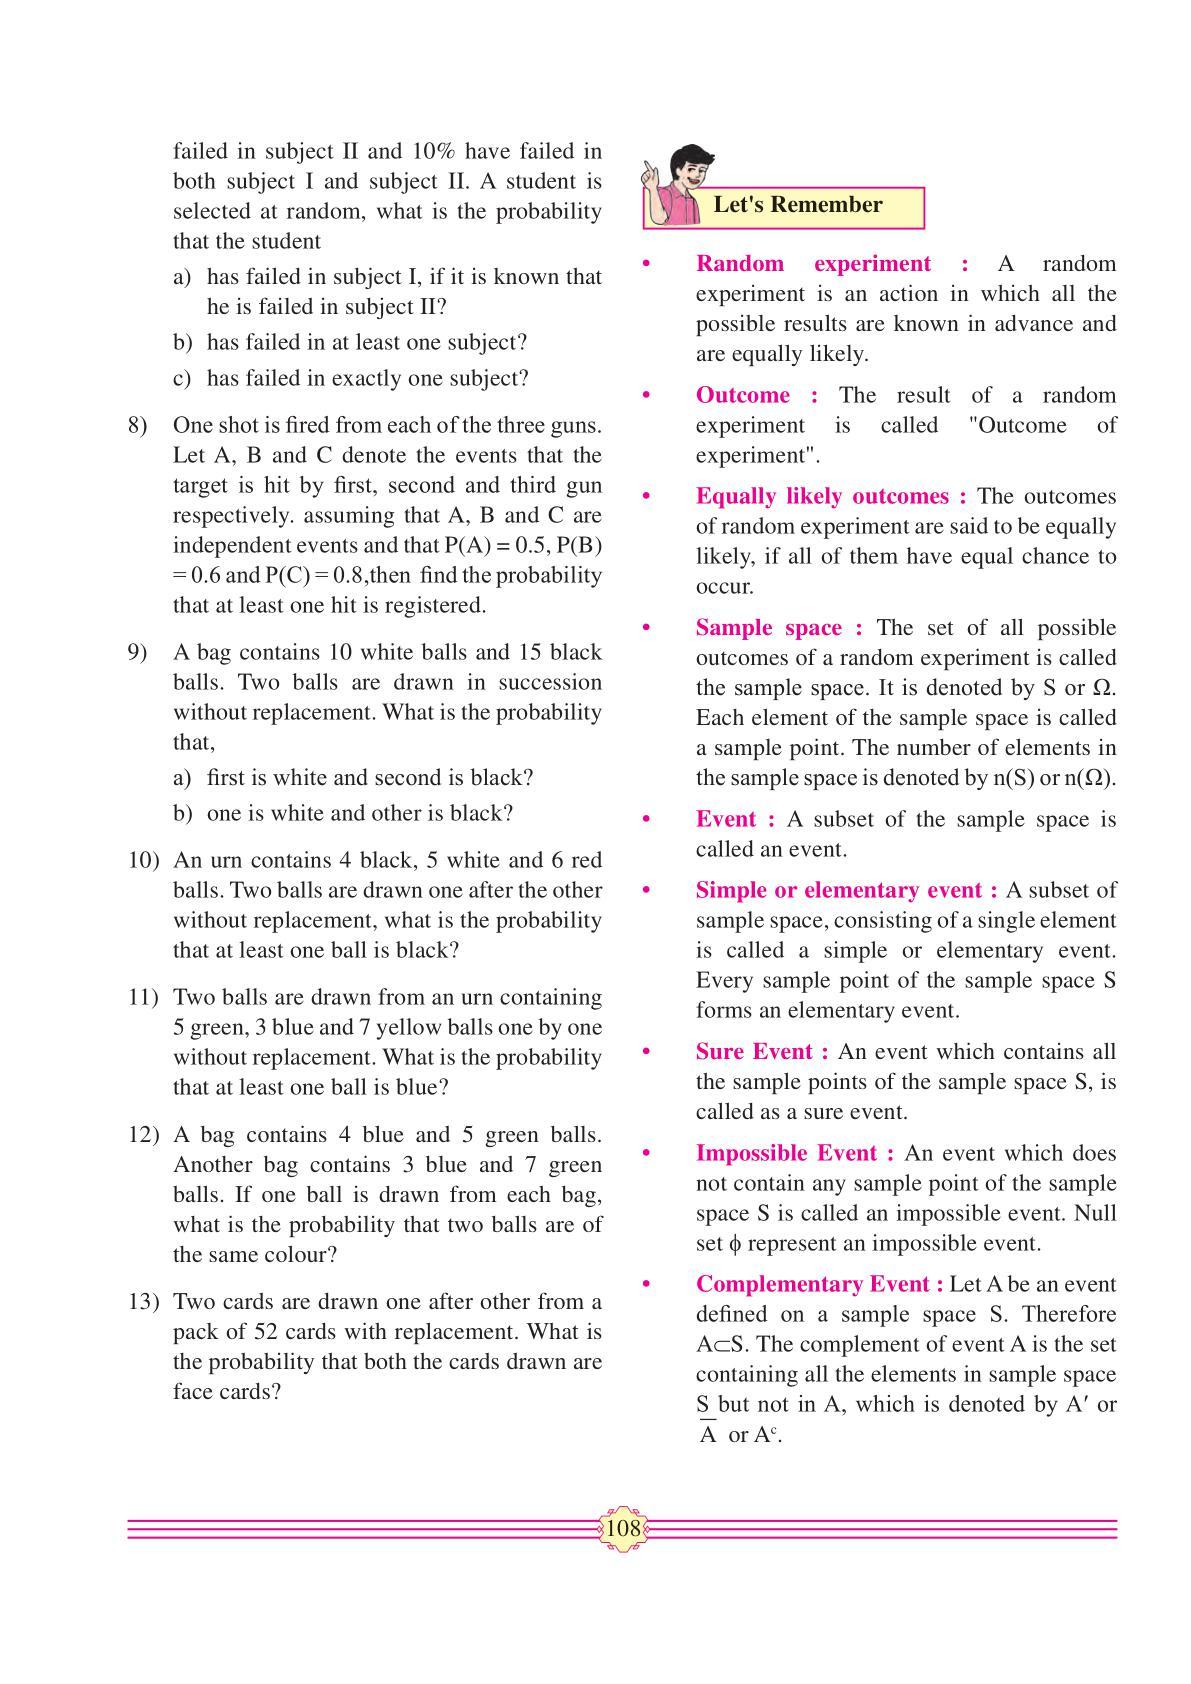 failed in subject II and 10% have failed in
both subject I and subject II. A student is
selected at random, what is the probability
that the student
a) has failed in subject I, if it is known that
he is failed in subject II?
b) has failed in at least one subject?
c) has failed in exactly one subject?
8) One shot is fired from each of the three guns.
Let A, B and C denote the events that the
target is hit by first, second and third gun
respectively. assuming that A, B and C are
independent events and that P(A) = 0.5, P(B)
= 0.6 and P(C) = 0.8,then find the probability
that at least one hit is registered.
9) A bag contains 10 white balls and 15 black
balls. Two balls are drawn in succession
without replacement. What is the probability
that,
a) first is white and second is black?
b) one is white and other is black?
10) An urn contains 4 black, 5 white and 6 red
balls. Two balls are drawn one after the other
without replacement, what is the probability
that at least one ball is black?
11) Two balls are drawn from an urn containing
5 green, 3 blue and 7 yellow balls one by one
without replacement. What is the probability
that at least one ball is blue?
12) A bag contains 4 blue and 5 green balls.
Another bag contains 3 blue and 7 green
balls. If one ball is drawn from each bag,
what is the probability that two balls are of
the same colour?
13) Two cards are drawn one after other from a
pack of 52 cards with replacement. What is
the probability that both the cards drawn are
face cards?
Let's Remember
• Random experiment : A random
experiment is an action in which all the
possible results are known in advance and
are equally likely.
• Outcome : The result of a random
experiment is called "Outcome of
experiment".
• Equally likely outcomes : The outcomes
of random experiment are said to be equally
likely, if all of them have equal chance to
occur.
• Sample space : The set of all possible
outcomes of a random experiment is called
the sample space. It is denoted by S or Ω.
Each element of the sample space is called
a sample point. The number of elements in
the sample space is denoted by n(S) or n(Ω).
• Event : A subset of the sample space is
called an event.
• Simple or elementary event : A subset of
sample space, consisting of a single element
is called a simple or elementary event.
Every sample point of the sample space S
forms an elementary event.
• Sure Event : An event which contains all
the sample points of the sample space S, is
called as a sure event.
• Impossible Event : An event which does
not contain any sample point of the sample
space S is called an impossible event. Null
set ϕ represent an impossible event.
• Complementary Event : Let A be an event
defined on a sample space S. Therefore
A⊂S. The complement of event A is the set
containing all the elements in sample space
S but not in A, which is denoted by A′ or
A̅ or Aᶜ.
108